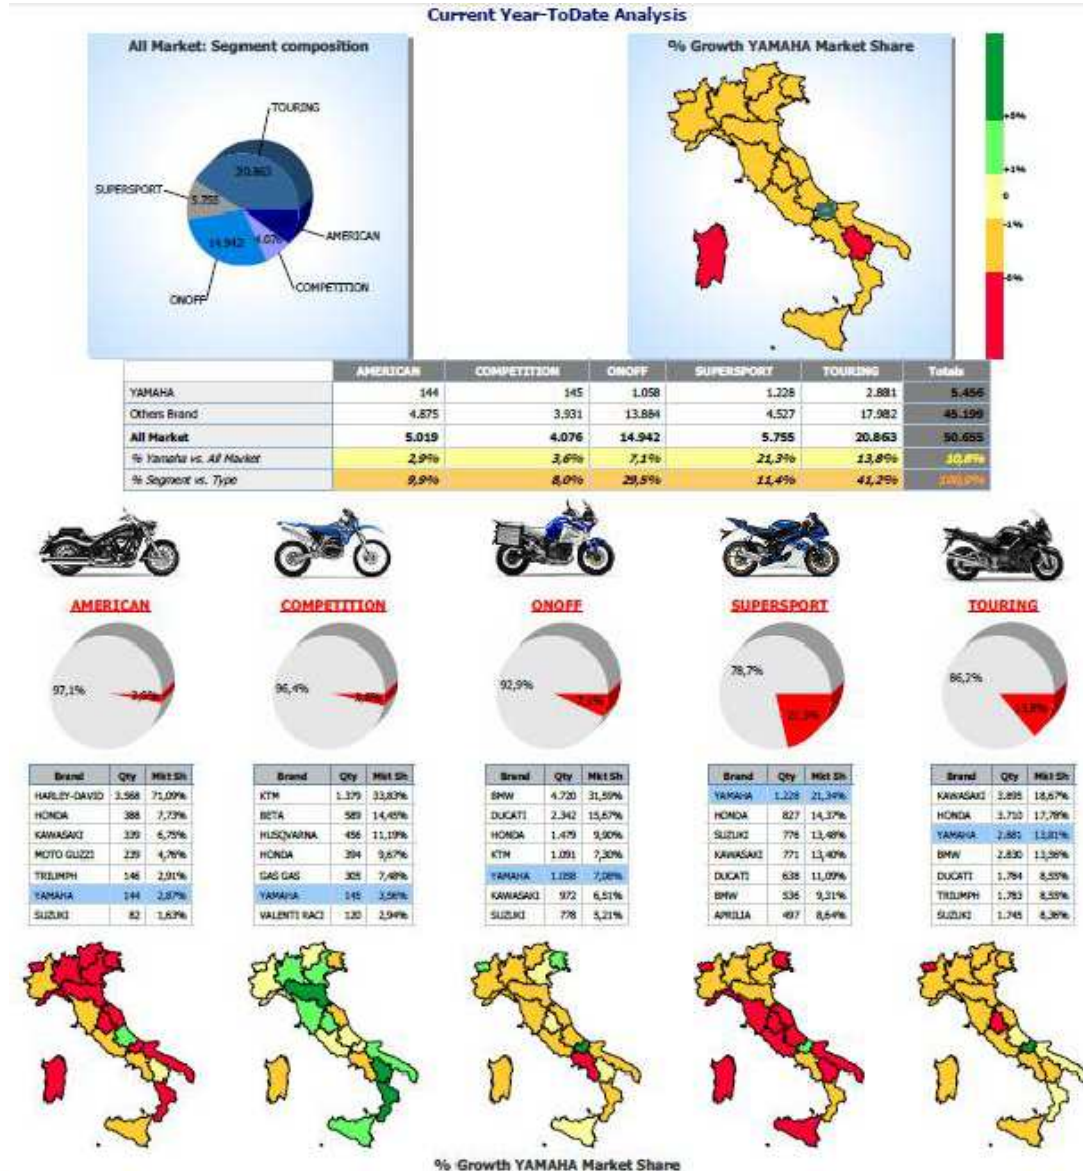 Current Year-ToDate Analysis
All Market: Segment composition
% Growth YAMAHA Market Share
TOURING
20.863
SUPERSPORT
5.755
AMERICAN
14.942
4.076
COMPETITION
ONOFF
+5%
+1%
0
-1%
-5%
AMERICAN COMPETITION ONOFF SUPERSPORT TOURING Totals
YAMAHA 144 145 1.058 1.228 2.881 5.456
Others Brand 4.875 3.931 13.884 4.527 17.982 45.199
All Market 5.019 4.076 14.942 5.755 20.863 50.655
% Yamaha vs. All Market 2,9% 3,6% 7,1% 21,3% 13,8% 10,8%
% Segment vs. Type 9,9% 8,0% 29,5% 11,4% 41,2% 100,0%
AMERICAN COMPETITION ONOFF SUPERSPORT TOURING
97,1%
96,4%
92,9% 7,1%
78,7% 21,3%
86,2% 13,8%
Brand Qty Mkt Sh
HARLEY-DAVID 3.568 71,09%
HONDA 388 7,73%
KAWASAKI 339 6,75%
MOTO GUZZI 239 4,76%
TRIUMPH 146 2,91%
YAMAHA 144 2,87%
SUZUKI 82 1,63%
Brand Qty Mkt Sh
KTM 1.379 33,83%
BETA 589 14,45%
HUSQVARNA 456 11,19%
HONDA 394 9,67%
GAS GAS 305 7,48%
YAMAHA 145 3,56%
VALENTI RACI 120 2,94%
Brand Qty Mkt Sh
BMW 4.720 31,59%
DUCATI 2.342 15,67%
HONDA 1.479 9,90%
KTM 1.091 7,30%
YAMAHA 1.058 7,08%
KAWASAKI 972 6,51%
SUZUKI 778 5,21%
Brand Qty Mkt Sh
YAMAHA 1.228 21,34%
HONDA 827 14,37%
SUZUKI 776 13,48%
KAWASAKI 771 13,40%
DUCATI 638 11,09%
BMW 536 9,31%
APRILIA 497 8,64%
Brand Qty Mkt Sh
KAWASAKI 3.895 18,67%
HONDA 3.710 17,78%
YAMAHA 2.881 13,81%
BMW 2.830 13,56%
DUCATI 1.784 8,55%
TRIUMPH 1.783 8,55%
SUZUKI 1.745 8,36%
% Growth YAMAHA Market Share